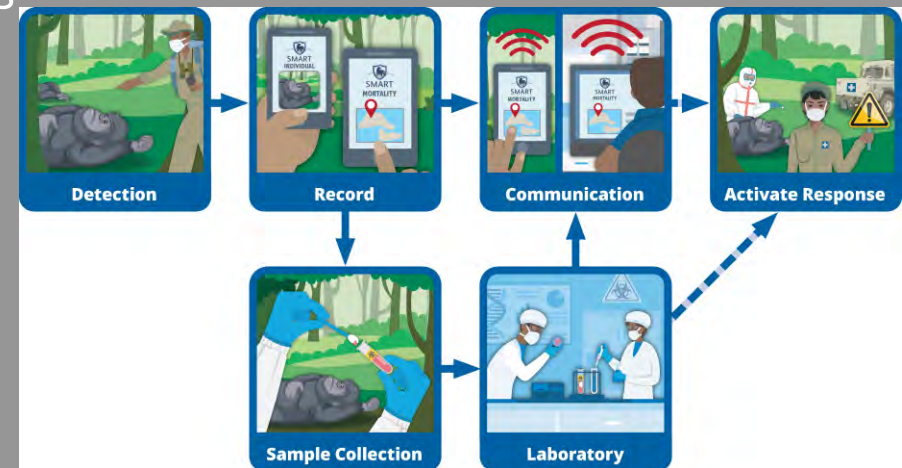 SMART
INDIVIDUAL
SMART
MORTALITY
SMART
MORTALITY
SMART
MORTALITY
Detection
Record
Communication
Activate Response
Sample Collection
Laboratory